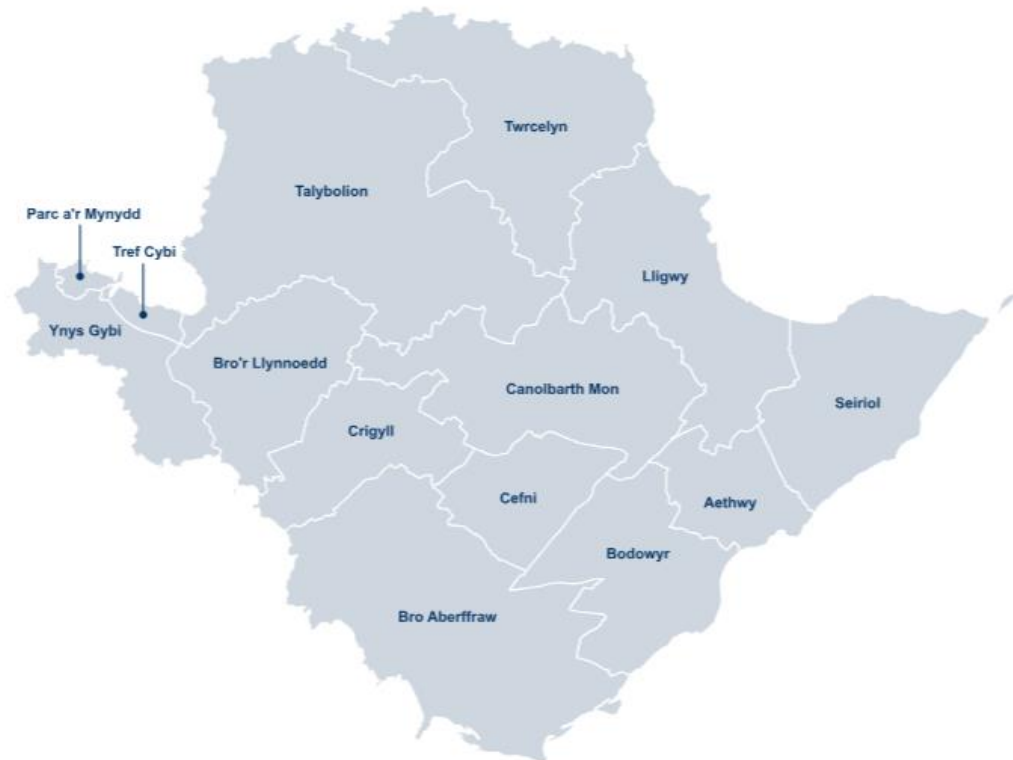 Twrcelyn
Talybolion
Parc a'r Mynydd
Tref Cybi
Lligwy
Ynys Gybi
Bro'r Llynnoedd
Canolbarth Mon
Seiriol
Crigyll
Cefni
Aethwy
Bodowyr
Bro Aberffraw